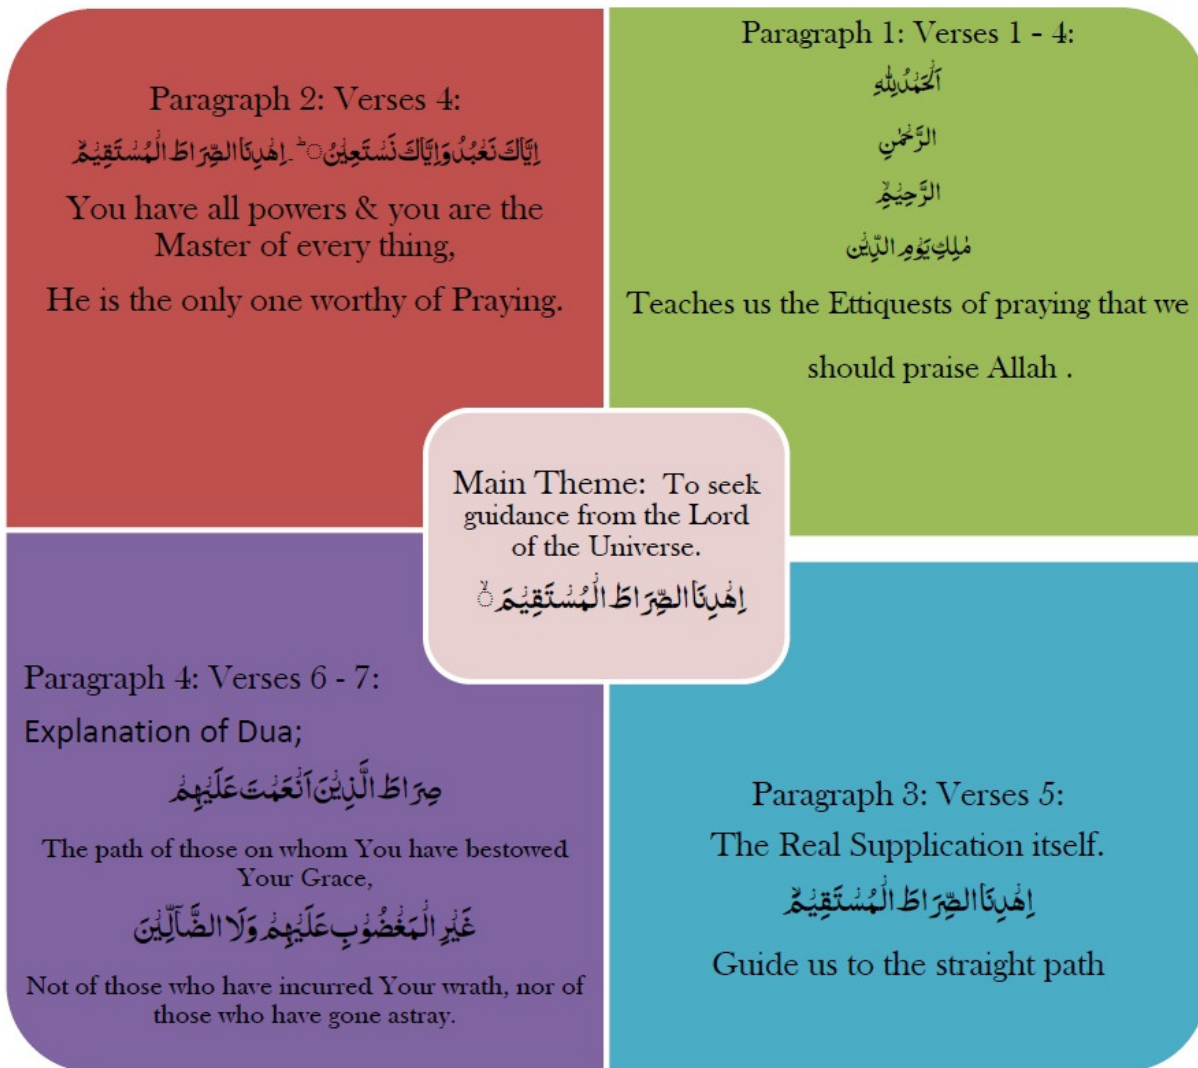 Paragraph 1: Verses 1 - 4:
اَلْحَمْدُ لِلّٰهِ
الرَّحْمٰنِ
الرَّحِيْمِۙ
مٰلِكِ يَوْمِ الدِّيْن
Teaches us the Ettiquests of praying that we
should praise Allah .
Paragraph 2: Verses 4:
اِيَّاكَ نَعْبُدُ وَاِيَّاكَ نَسْتَعِيْنُ ؕ۔ اِهْدِنَا الصِّرَاطَ الْمُسْتَقِيْمَۙ
You have all powers & you are the
Master of every thing,
He is the only one worthy of Praying.
Main Theme: To seek
guidance from the Lord
of the Universe.
اِهْدِنَا الصِّرَاطَ الْمُسْتَقِيْمَ ۙ
Paragraph 3: Verses 5:
The Real Supplication itself.
اِهْدِنَا الصِّرَاطَ الْمُسْتَقِيْمَۙ
Guide us to the straight path
Paragraph 4: Verses 6 - 7:
Explanation of Dua;
صِرَاطَ الَّذِيْنَ اَنْعَمْتَ عَلَيْهِمْ
The path of those on whom You have bestowed
Your Grace,
غَيْرِ الْمَغْضُوْبِ عَلَيْهِمْ وَلَا الضَّآلِّيْنَ
Not of those who have incurred Your wrath, nor of
those who have gone astray.